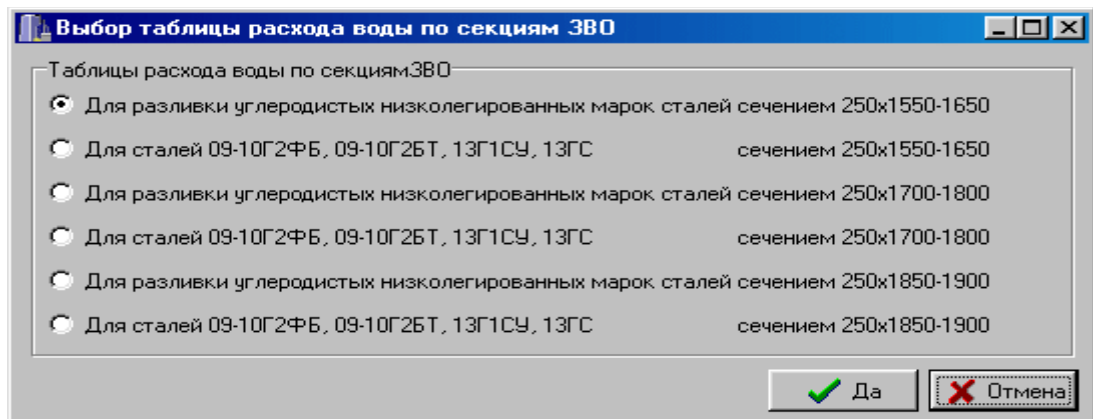 Выбор таблицы расхода воды по секциям ЗВО
Таблицы расхода воды по секциямЗВО
Для разливки углеродистых низколегированных марок сталей сечением 250x1550-1650
Для сталей 09-10Г2ФБ, 09-10Г2БТ, 13Г1СУ, 13ГС сечением 250x1550-1650
Для разливки углеродистых низколегированных марок сталей сечением 250x1700-1800
Для сталей 09-10Г2ФБ, 09-10Г2БТ, 13Г1СУ, 13ГС сечением 250x1700-1800
Для разливки углеродистых низколегированных марок сталей сечением 250x1850-1900
Для сталей 09-10Г2ФБ, 09-10Г2БТ, 13Г1СУ, 13ГС сечением 250x1850-1900
Да Отмена